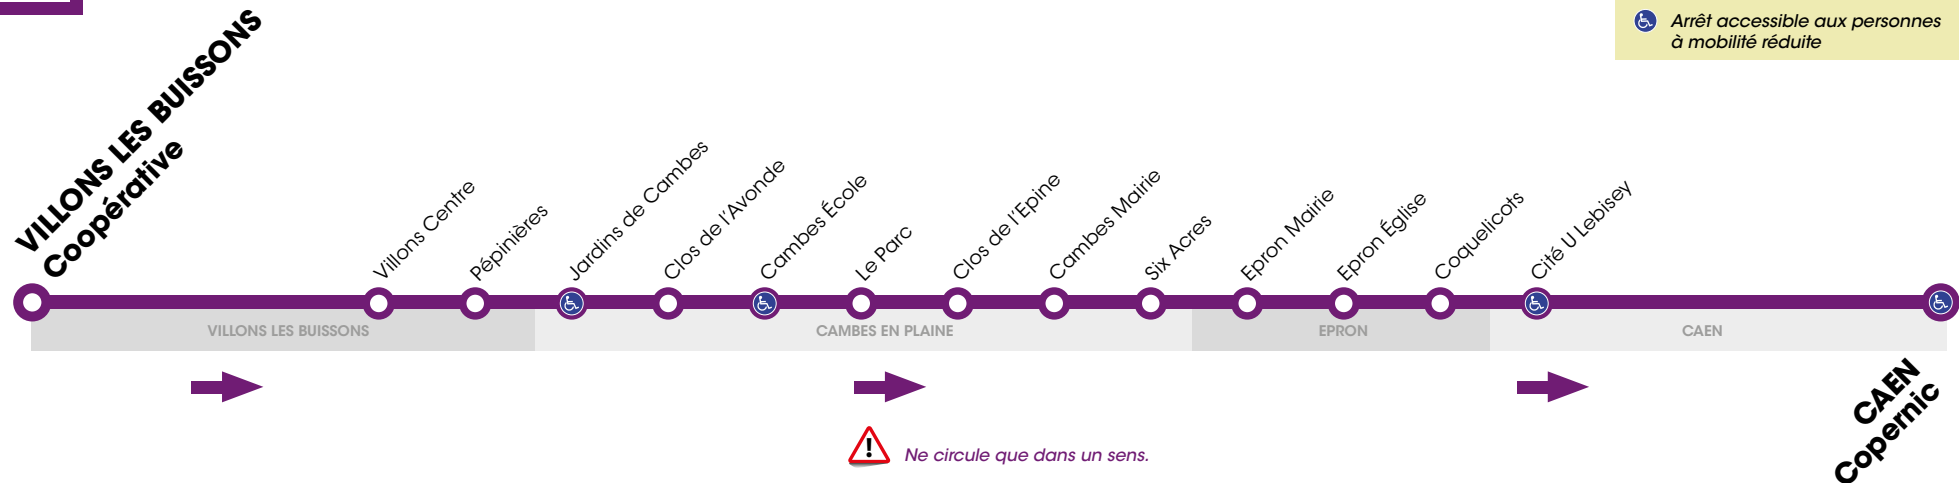 Arrêt accessible aux personnes
à mobilité réduite
VILLONS LES BUISSONS
Coopérative
Villons Centre
Pépinières
Jardins de Cambes
Clos de l'Avonde
Cambes École
Le Parc
Clos de l'Epine
Cambes Mairie
Six Acres
Epron Mairie
Epron Église
Coquelicots
Cité U Lebisey
VILLONS LES BUISSONS
CAMBES EN PLAINE
EPRON
CAEN
CAEN
Copernic
Ne circule que dans un sens.